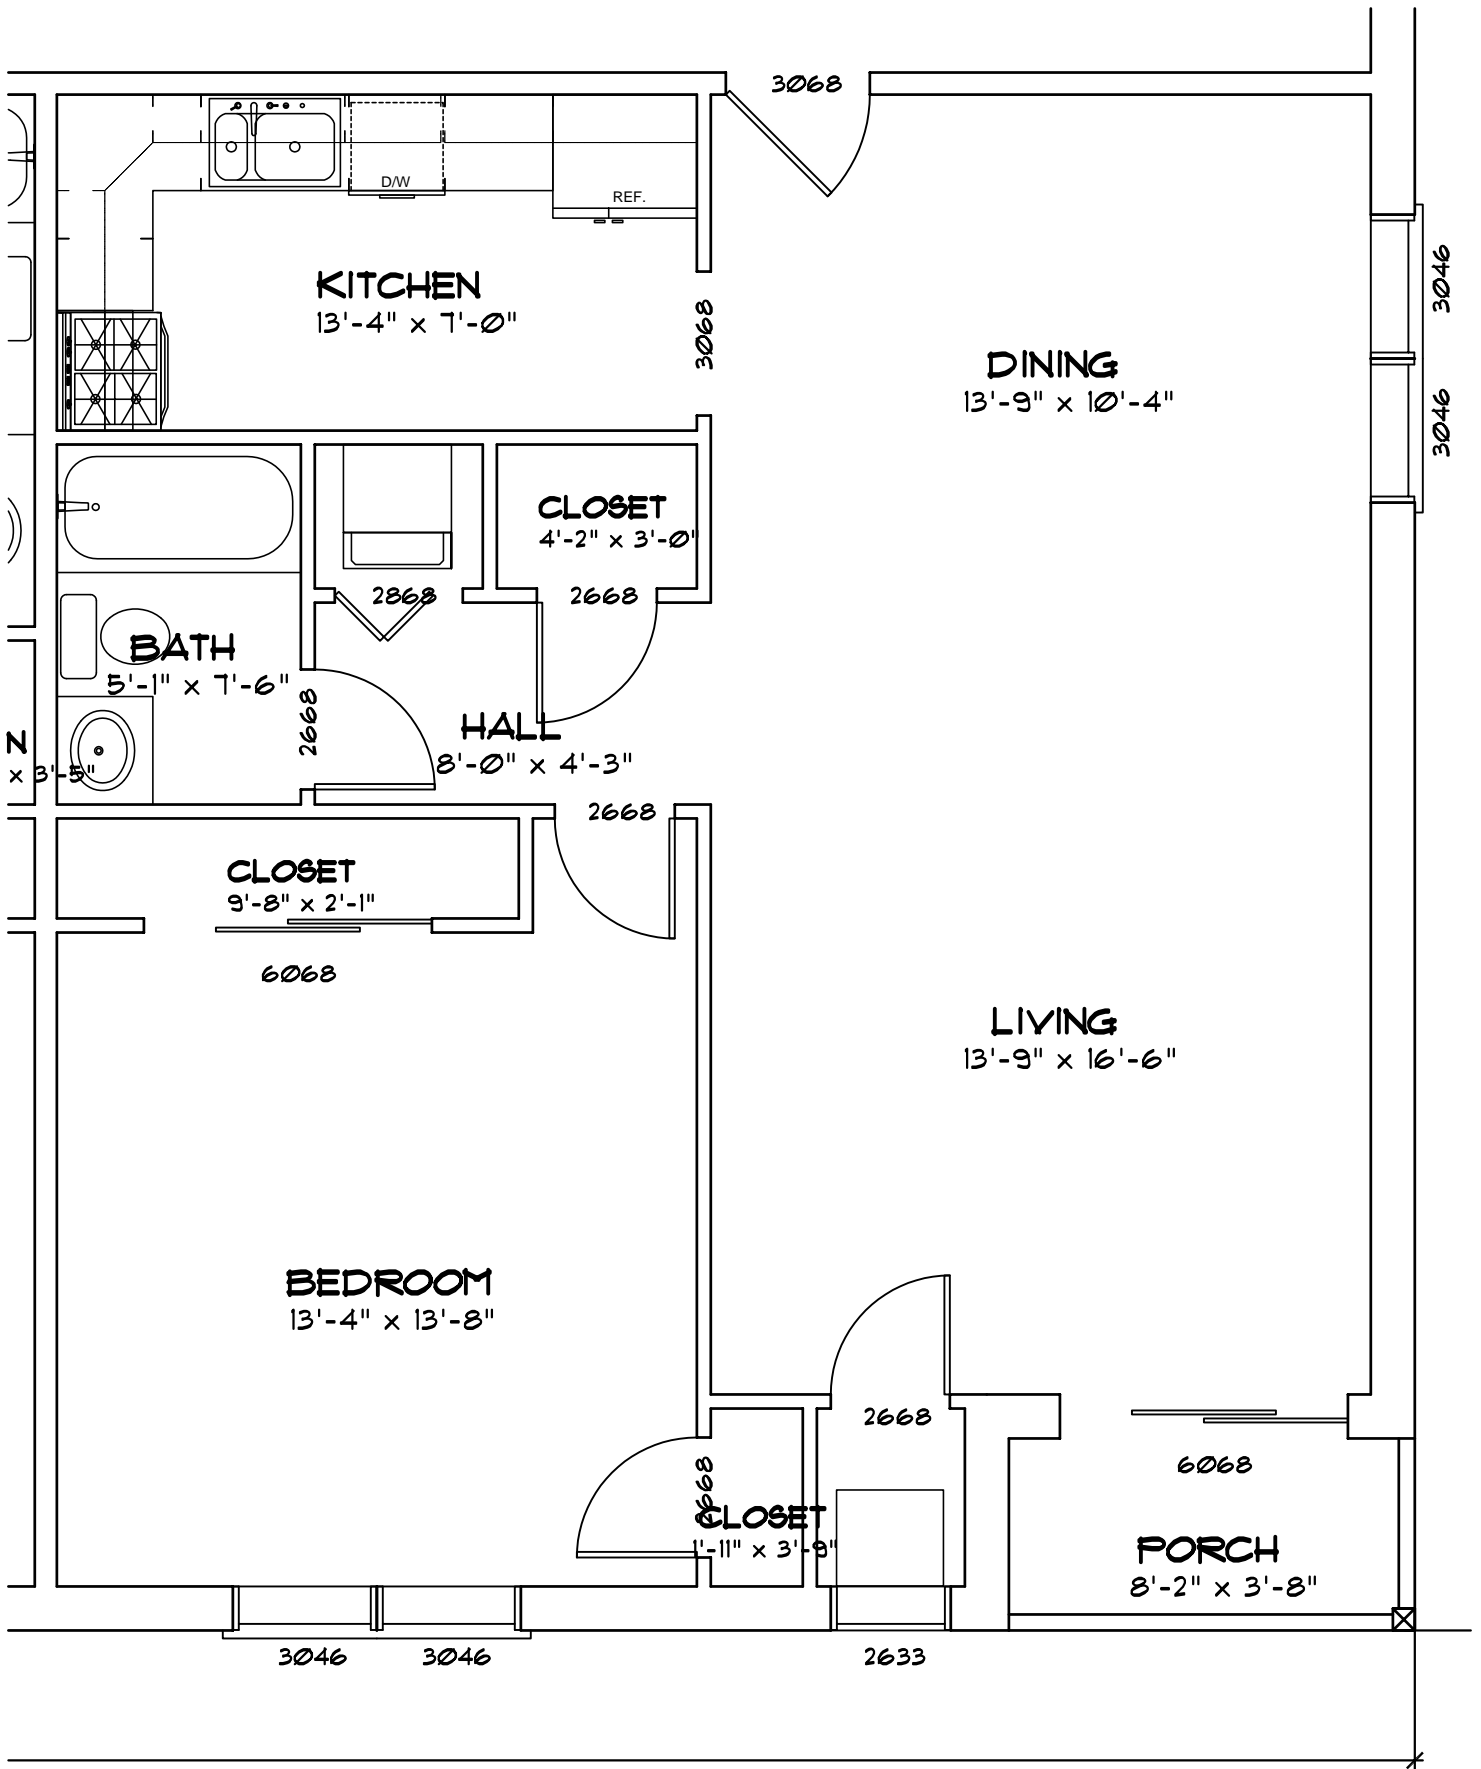 3068
D/W
REF.
KITCHEN
13'-4" x 7'-0"
3068
3046
3046
DINING
13'-9" x 10'-4"
CLOSET
4'-2" x 3'-0"
2868
2668
BATH
5'-1" x 7'-6"
2668
HALL
8'-0" x 4'-3"
N
x 3'-5"
2668
CLOSET
9'-8" x 2'-1"
6068
LIVING
13'-9" x 16'-6"
BEDROOM
13'-4" x 13'-8"
2668
6068
2668
CLOSET
1'-11" x 3'-9"
PORCH
8'-2" x 3'-8"
3046
3046
2633